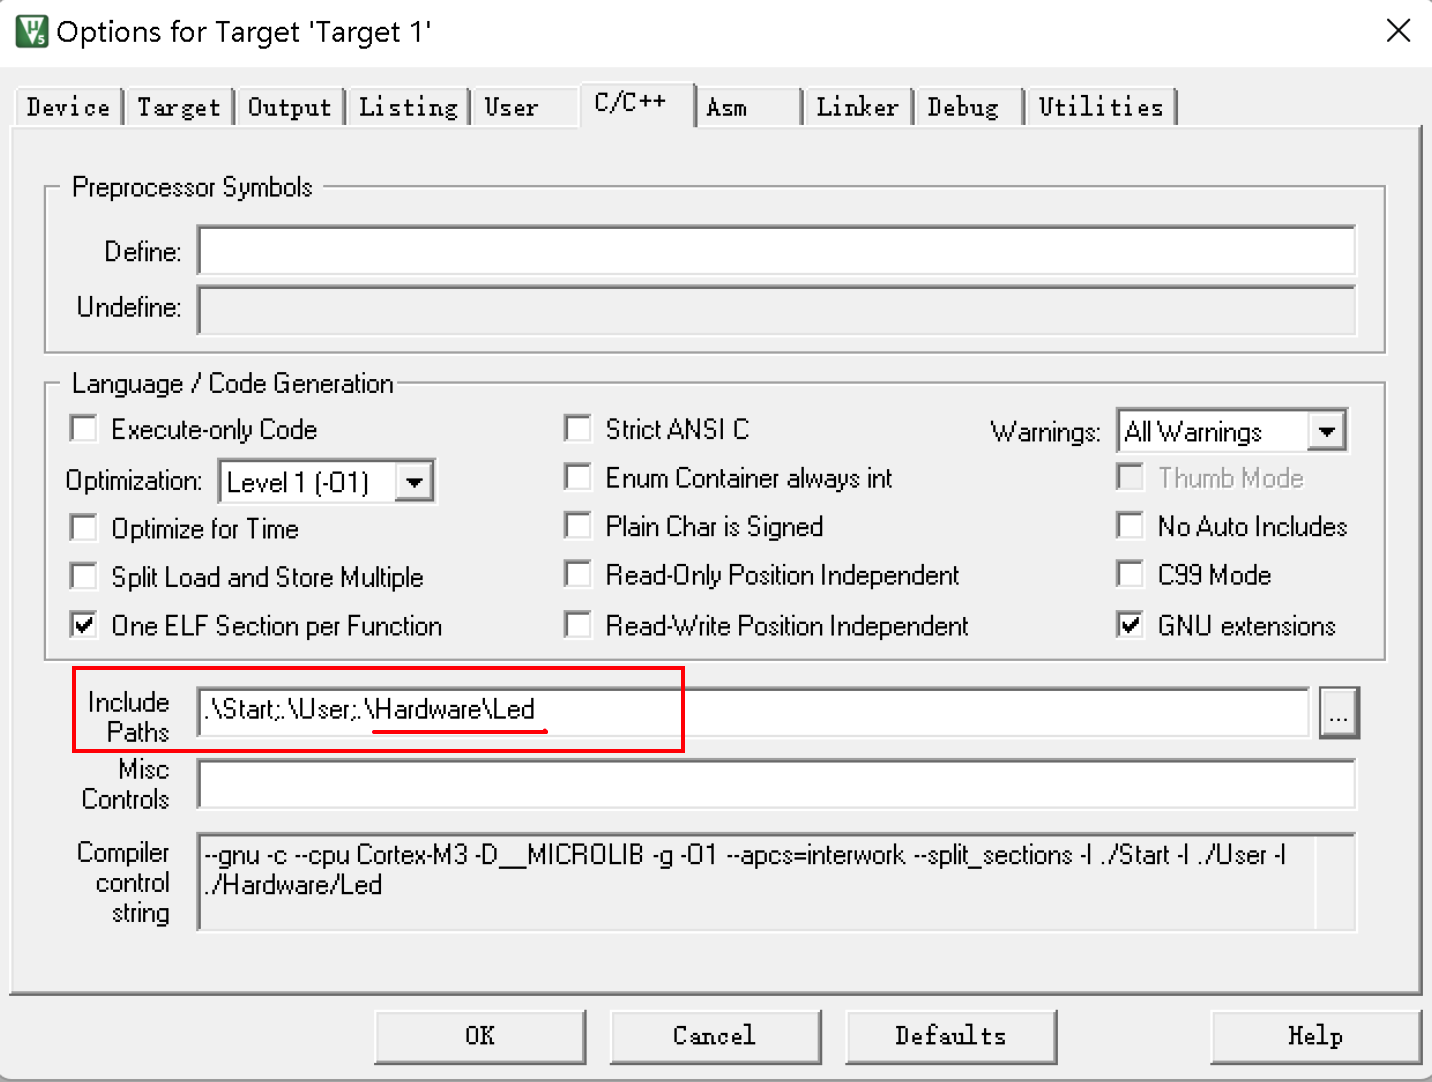 Options for Target 'Target 1'
Device Target Output Listing User C/C++ Asm Linker Debug Utilities
Preprocessor Symbols
Define:
Undefine:
Language / Code Generation
Execute-only Code Strict ANSI C Warnings: All Warnings
Optimization: Level 1 (-O1) Enum Container always int Thumb Mode
Optimize for Time Plain Char is Signed No Auto Includes
Split Load and Store Multiple Read-Only Position Independent C99 Mode
One ELF Section per Function Read-Write Position Independent GNU extensions
Include
Paths
.\Start;.\User;.\Hardware\Led
...
Misc
Controls
Compiler
control
string
--gnu -c --cpu Cortex-M3 -D__MICROLIB -g -O1 --apcs=interwork --split_sections -I ./Start -I ./User -I
./Hardware/Led
OK Cancel Defaults Help